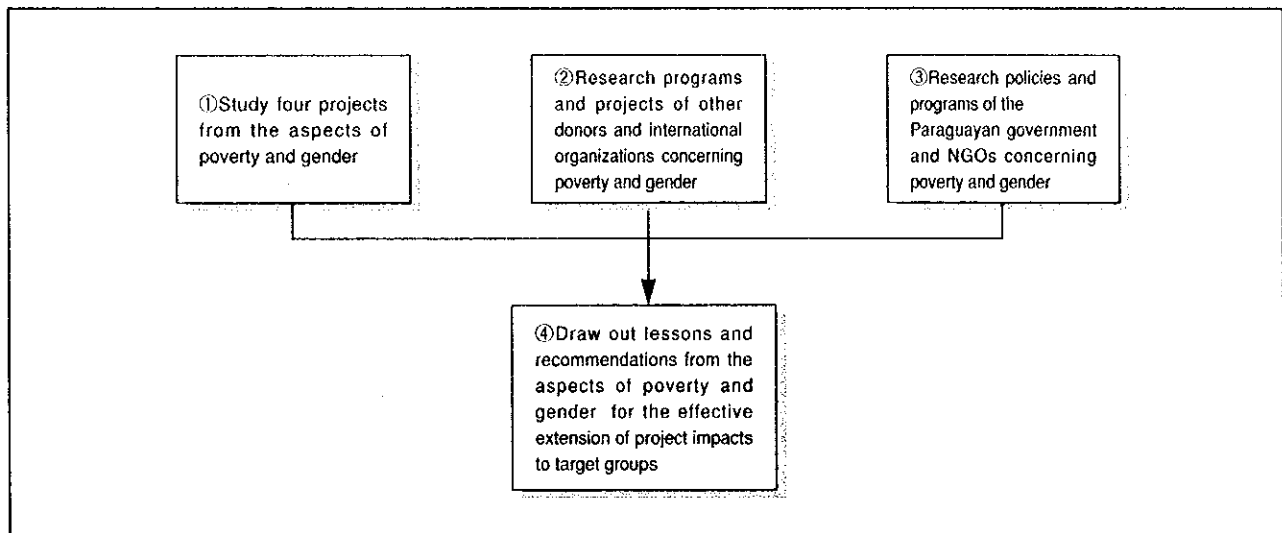 ①Study four projects
from the aspects of
poverty and gender
②Research programs
and projects of other
donors and international
organizations concerning
poverty and gender
③Research policies and
programs of the
Paraguayan government
and NGOs concerning
poverty and gender
④Draw out lessons and
recommendations from the
aspects of poverty and
gender for the effective
extension of project impacts
to target groups